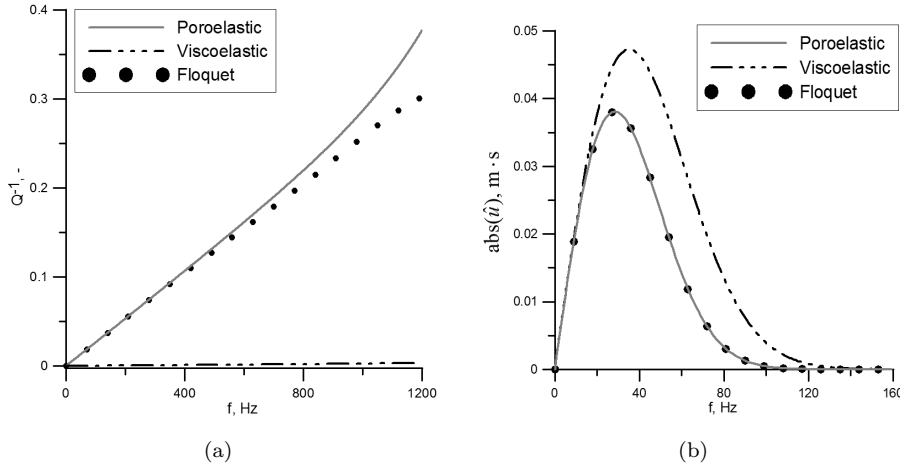 Poroelastic
Viscoelastic
Floquet
0.4
0.3
0.2
0.1
0
Q⁻¹, -
0
400
800
1200
f, Hz
(a)
Poroelastic
Viscoelastic
Floquet
0.05
0.04
0.03
0.02
0.01
0
abs(û), m · s
0
40
80
120
160
f, Hz
(b)